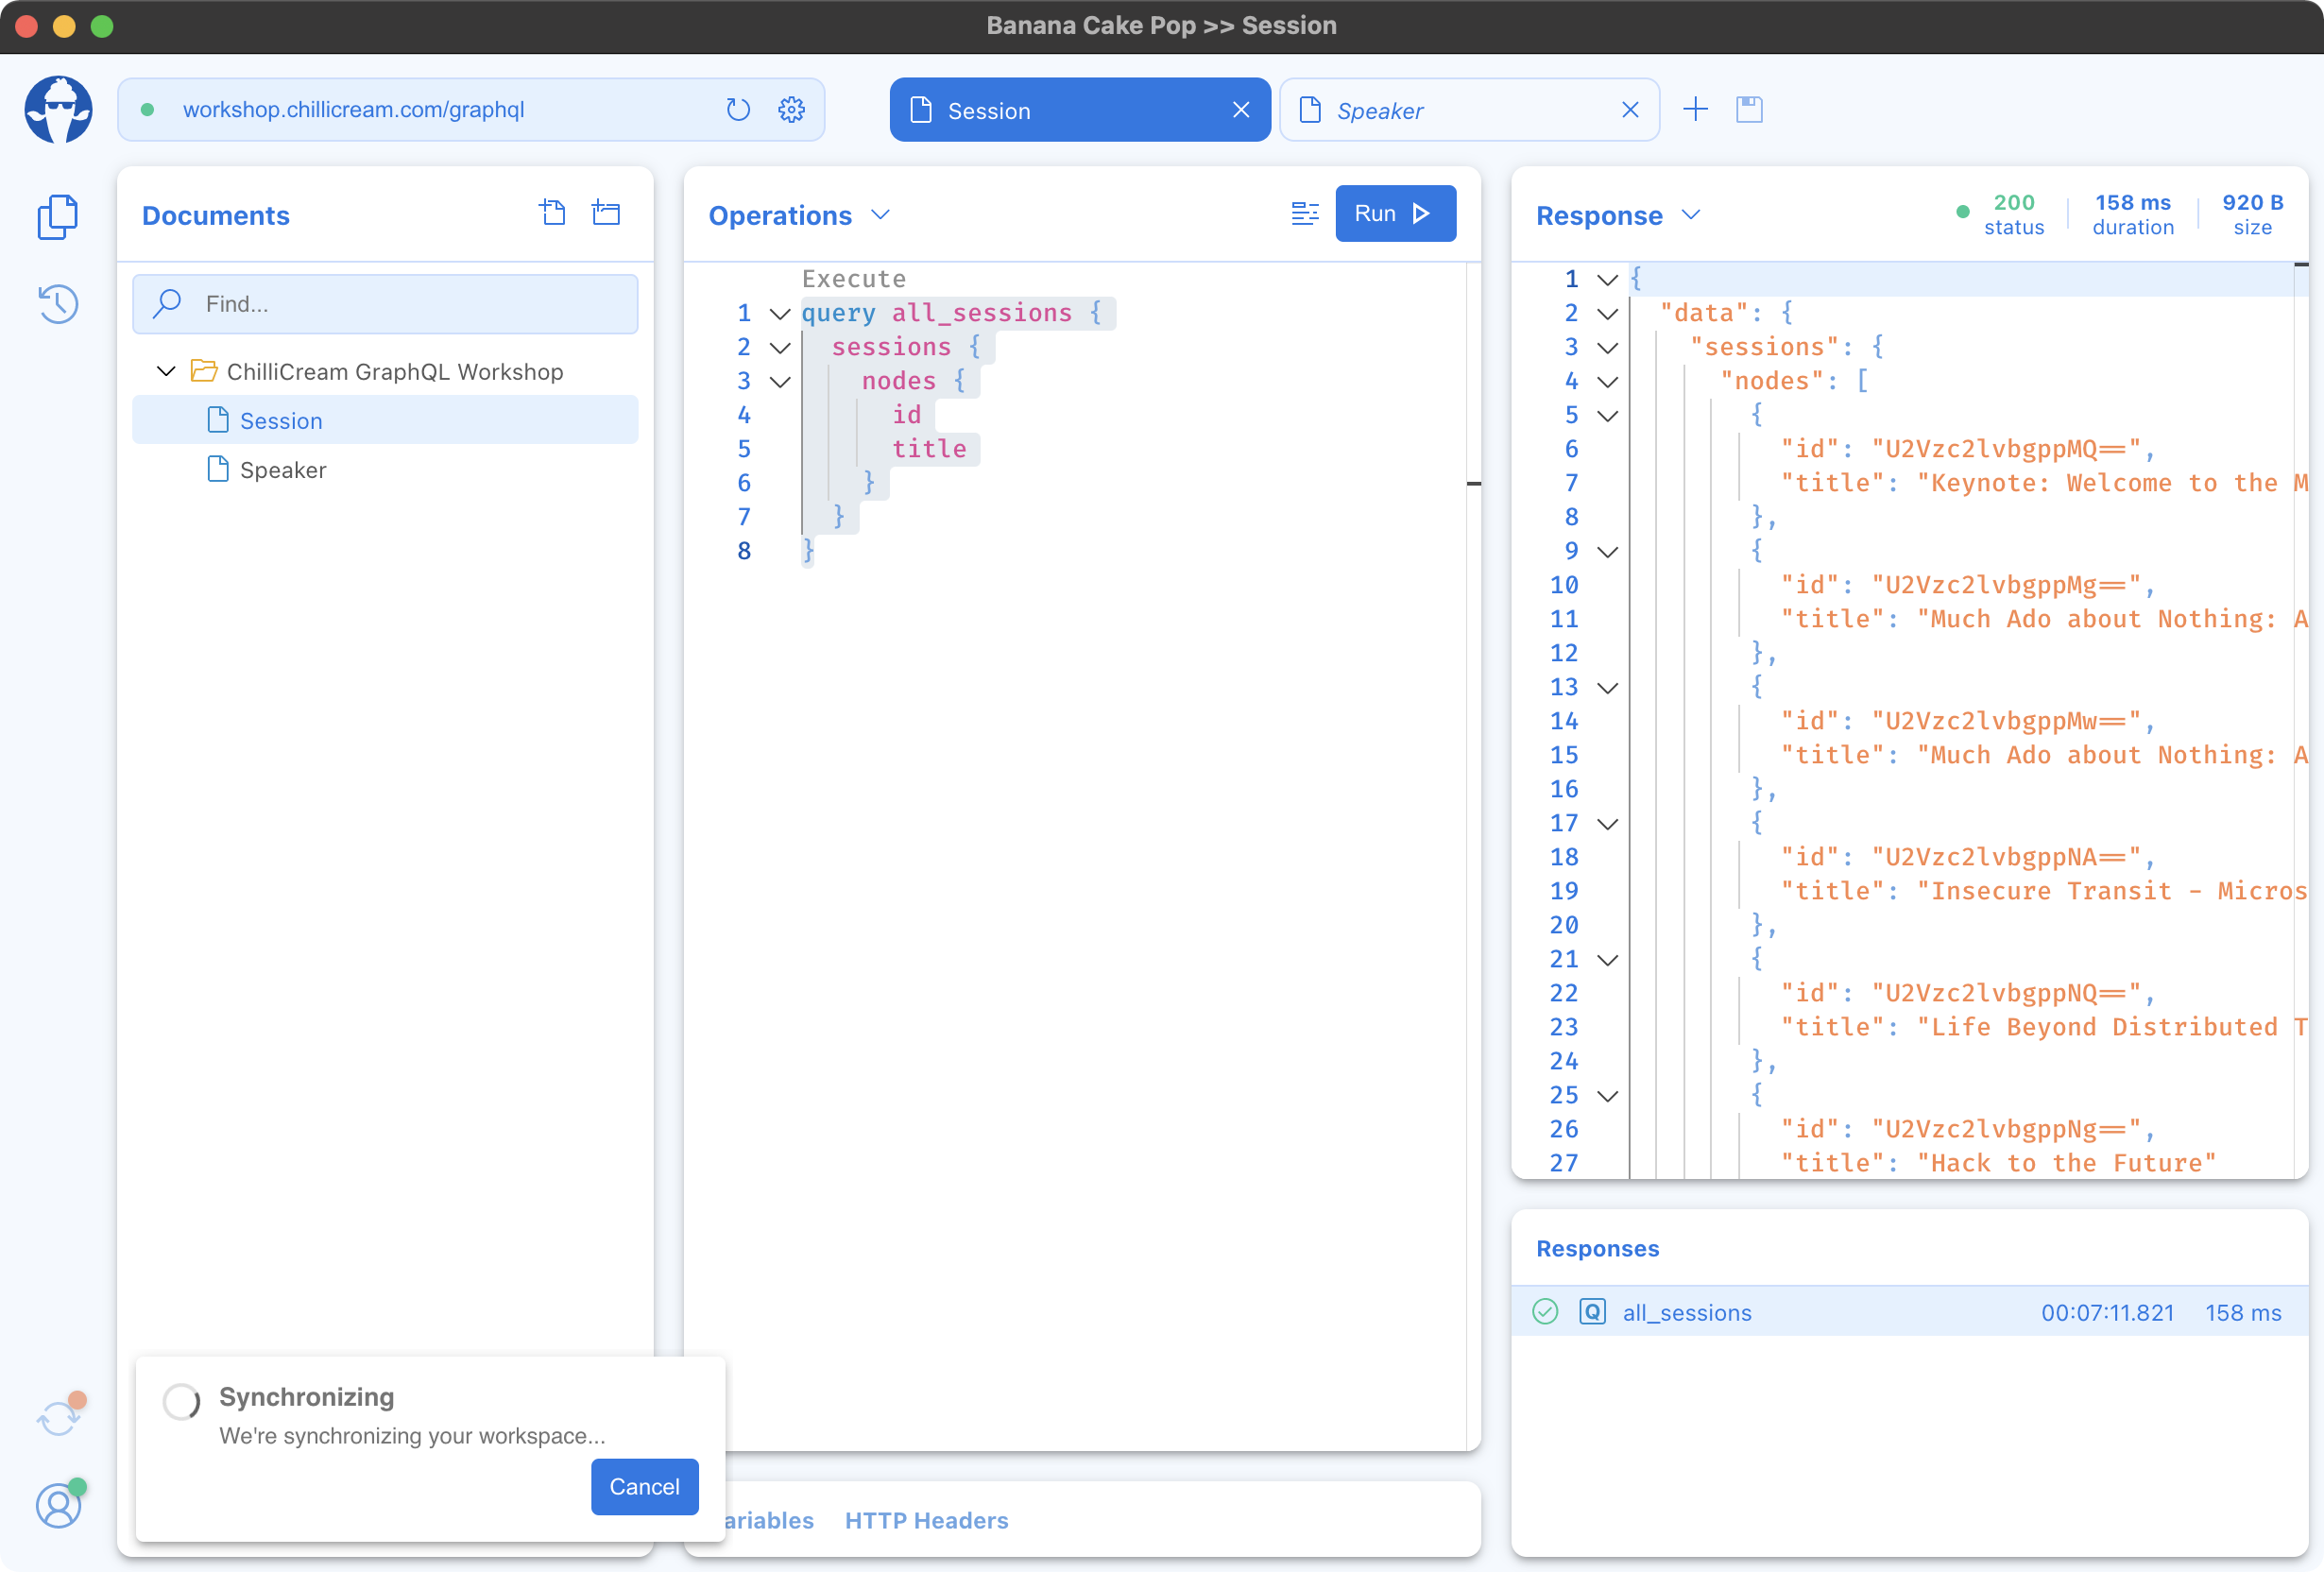 Banana Cake Pop >> Session
workshop.chillicream.com/graphql
Session
Speaker
Documents
Find...
ChilliCream GraphQL Workshop
Session
Speaker
Operations
Run
Execute
1 query all_sessions {
2 sessions {
3 nodes {
4 id
5 title
6 }
7 }
8 }
ariables HTTP Headers
Response
200 status
158 ms duration
920 B size
1 {
2 "data": {
3 "sessions": {
4 "nodes": [
5 {
6 "id": "U2Vzc2lvbgppMQ==",
7 "title": "Keynote: Welcome to the M
8 },
9 {
10 "id": "U2Vzc2lvbgppMg==",
11 "title": "Much Ado about Nothing: A
12 },
13 {
14 "id": "U2Vzc2lvbgppMw==",
15 "title": "Much Ado about Nothing: A
16 },
17 {
18 "id": "U2Vzc2lvbgppNA==",
19 "title": "Insecure Transit - Micros
20 },
21 {
22 "id": "U2Vzc2lvbgppNQ==",
23 "title": "Life Beyond Distributed T
24 },
25 {
26 "id": "U2Vzc2lvbgppNg==",
27 "title": "Hack to the Future"
Responses
Q all_sessions 00:07:11.821 158 ms
Synchronizing
We're synchronizing your workspace...
Cancel